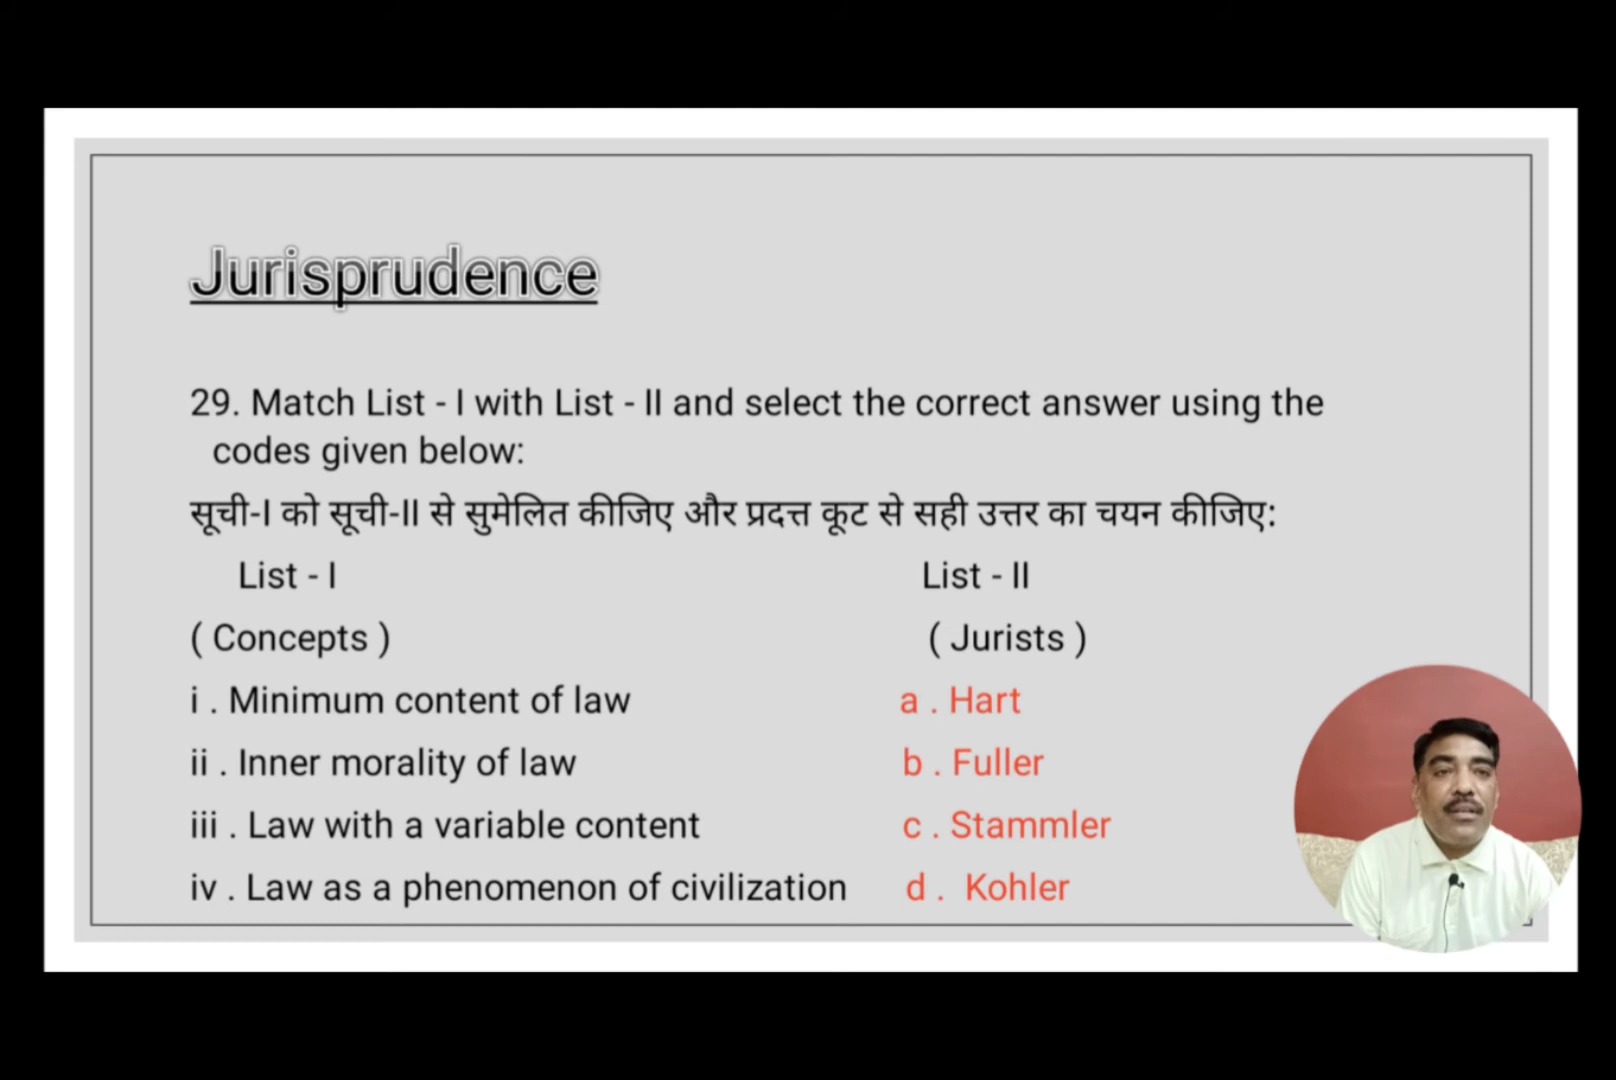 Jurisprudence
29. Match List - I with List - II and select the correct answer using the
codes given below:
सूची-I को सूची-II से सुमेलित कीजिए और प्रदत्त कूट से सही उत्तर का चयन कीजिए:
List - I List - II
( Concepts ) ( Jurists )
i . Minimum content of law a . Hart
ii . Inner morality of law b . Fuller
iii . Law with a variable content c . Stammler
iv . Law as a phenomenon of civilization d . Kohler